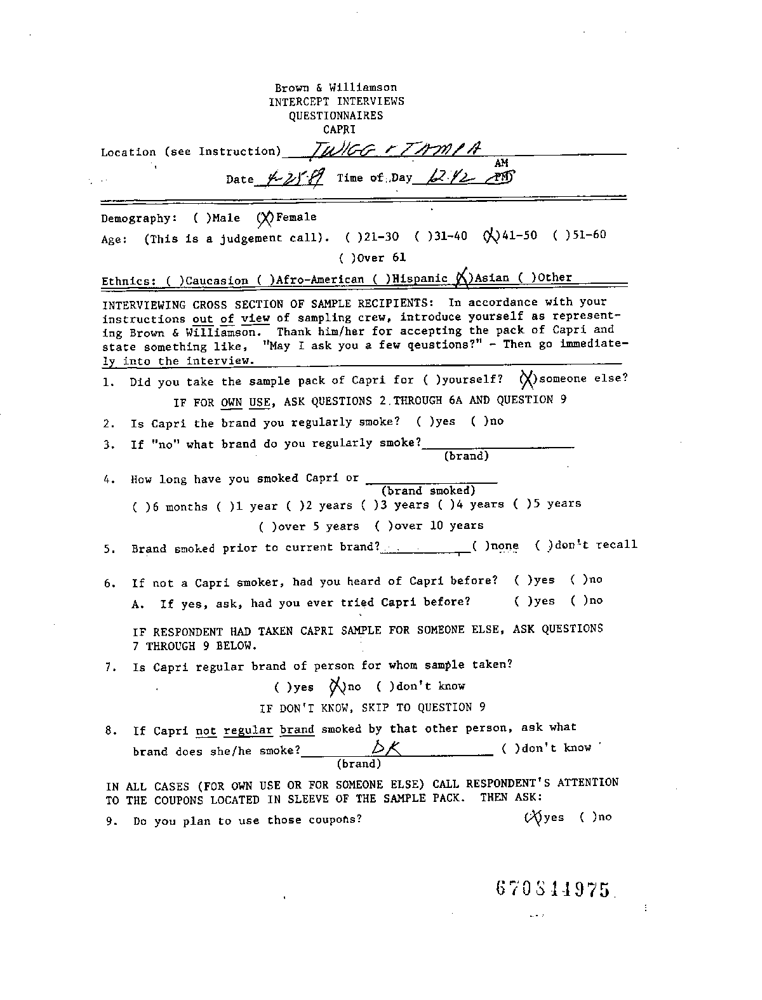 Brown & Williamson
INTERCEPT INTERVIEWS
QUESTIONNAIRES
CAPRI
Location (see Instruction) TWIGG & TAMPA
Date 4-25-89 Time of Day 12:42 AM PM
Demography: ( )Male (X)Female
Age: (This is a judgement call). ( )21-30 ( )31-40 (X)41-50 ( )51-60
( )Over 61
Ethnics: ( )Caucasion ( )Afro-American ( )Hispanic (X)Asian ( )Other
INTERVIEWING CROSS SECTION OF SAMPLE RECIPIENTS: In accordance with your
instructions out of view of sampling crew, introduce yourself as represent-
ing Brown & Williamson. Thank him/her for accepting the pack of Capri and
state something like, "May I ask you a few qeustions?" - Then go immediate-
ly into the interview.
1. Did you take the sample pack of Capri for ( )yourself? (X)someone else?
IF FOR OWN USE, ASK QUESTIONS 2 THROUGH 6A AND QUESTION 9
2. Is Capri the brand you regularly smoke? ( )yes ( )no
3. If "no" what brand do you regularly smoke?
(brand)
4. How long have you smoked Capri or
(brand smoked)
( )6 months ( )1 year ( )2 years ( )3 years ( )4 years ( )5 years
( )over 5 years ( )over 10 years
5. Brand smoked prior to current brand? ( )none ( )don't recall
6. If not a Capri smoker, had you heard of Capri before? ( )yes ( )no
A. If yes, ask, had you ever tried Capri before? ( )yes ( )no
IF RESPONDENT HAD TAKEN CAPRI SAMPLE FOR SOMEONE ELSE, ASK QUESTIONS
7 THROUGH 9 BELOW.
7. Is Capri regular brand of person for whom sample taken?
( )yes (X)no ( )don't know
IF DON'T KNOW, SKIP TO QUESTION 9
8. If Capri not regular brand smoked by that other person, ask what
brand does she/he smoke? DK ( )don't know
(brand)
IN ALL CASES (FOR OWN USE OR FOR SOMEONE ELSE) CALL RESPONDENT'S ATTENTION
TO THE COUPONS LOCATED IN SLEEVE OF THE SAMPLE PACK. THEN ASK:
9. Do you plan to use those coupons? (X)yes ( )no
670844975